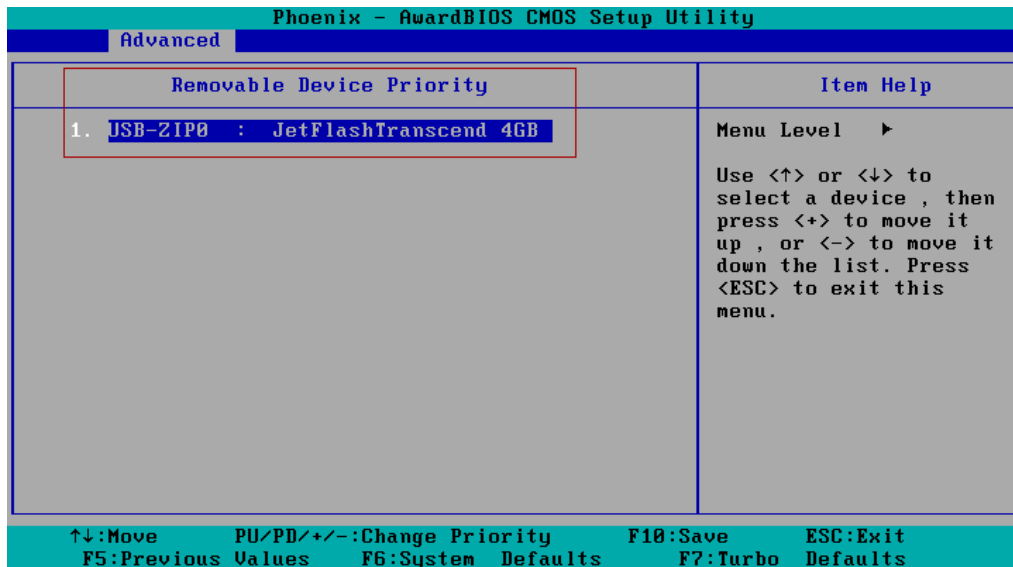 Phoenix - AwardBIOS CMOS Setup Utility
Advanced
Removable Device Priority
1. USB-ZIP0 : JetFlashTranscend 4GB
Item Help
Menu Level ►
Use <↑> or <↓> to
select a device , then
press <+> to move it
up , or <-> to move it
down the list. Press
<ESC> to exit this
menu.
↑↓:Move PU/PD/+/-:Change Priority F10:Save ESC:Exit
F5:Previous Values F6:System Defaults F7:Turbo Defaults